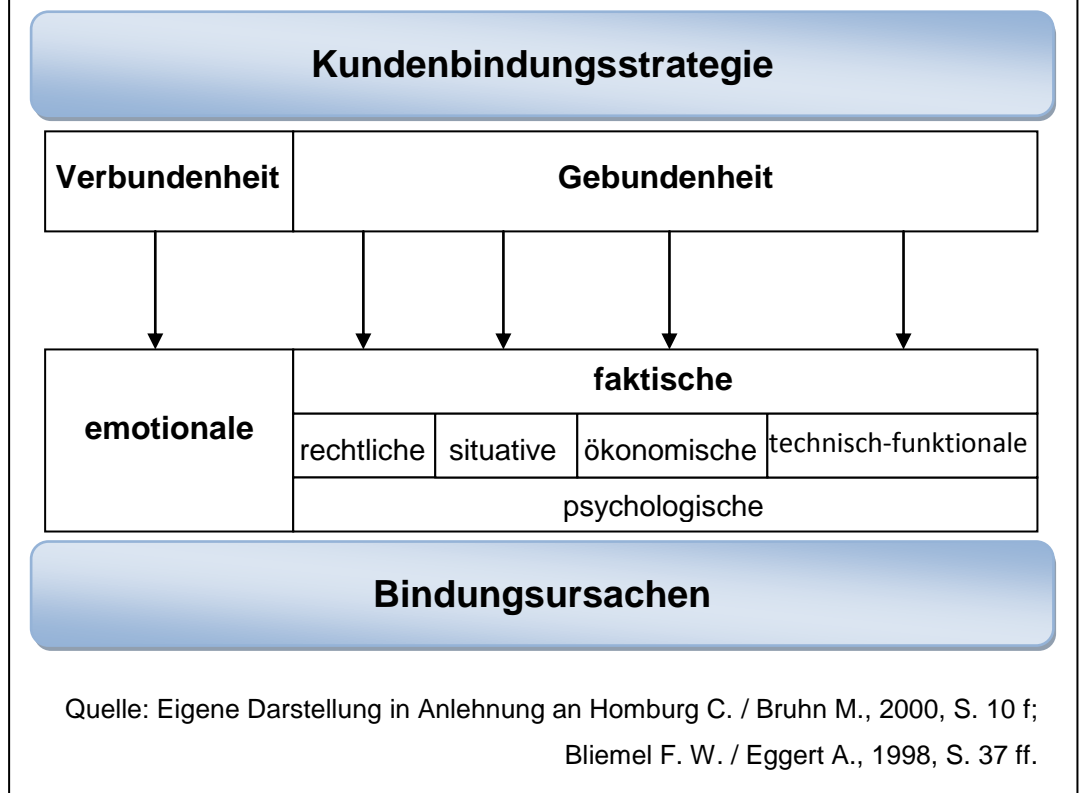 Kundenbindungsstrategie
Verbundenheit Gebundenheit
faktische
emotionale
rechtliche situative ökonomische technisch-funktionale
psychologische
Bindungsursachen
Quelle: Eigene Darstellung in Anlehnung an Homburg C. / Bruhn M., 2000, S. 10 f;
Bliemel F. W. / Eggert A., 1998, S. 37 ff.